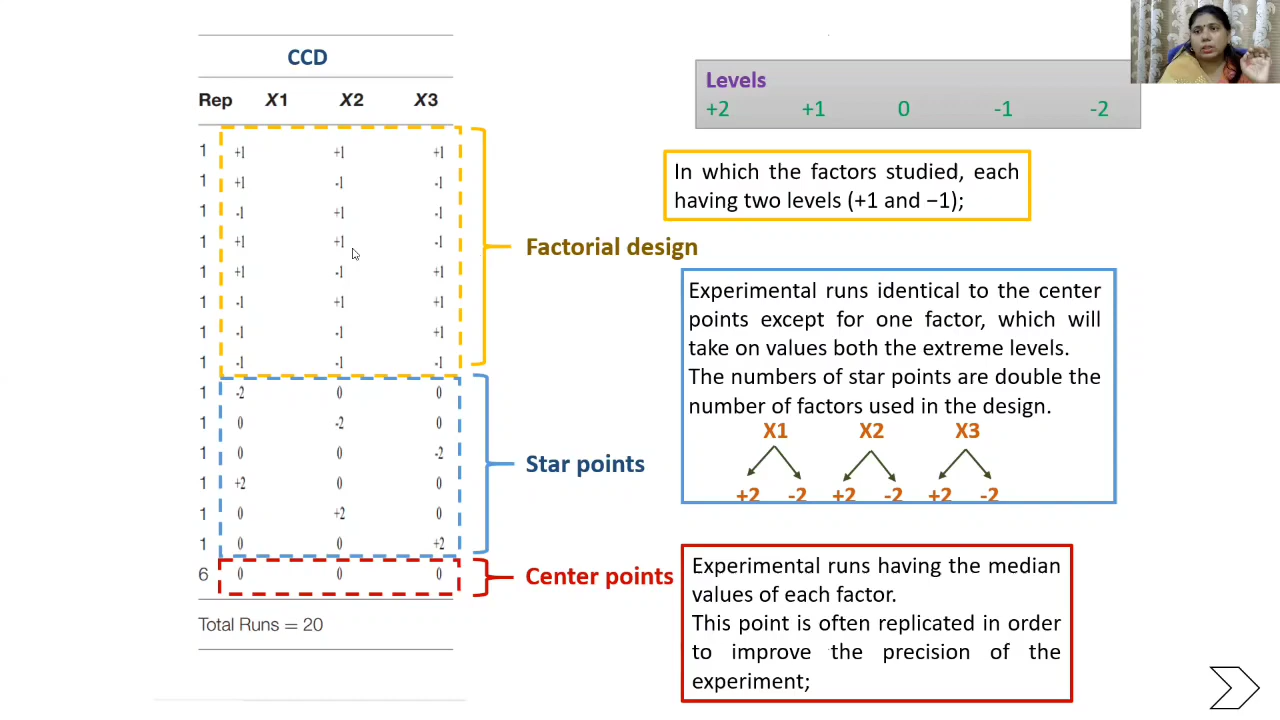 CCD
Rep X1 X2 X3
1 +1 +1 +1
1 +1 -1 -1
1 -1 +1 -1
1 +1 +1 -1
1 +1 -1 +1
1 -1 +1 +1
1 -1 -1 +1
1 -1 -1 -1
1 -2 0 0
1 0 -2 0
1 0 0 -2
1 +2 0 0
1 0 +2 0
1 0 0 +2
6 0 0 0
Total Runs = 20
Factorial design
Star points
Center points
Levels
+2 +1 0 -1 -2
In which the factors studied, each
having two levels (+1 and −1);
Experimental runs identical to the center
points except for one factor, which will
take on values both the extreme levels.
The numbers of star points are double the
number of factors used in the design.
X1 X2 X3
+2 -2 +2 -2 +2 -2
Experimental runs having the median
values of each factor.
This point is often replicated in order
to improve the precision of the
experiment;